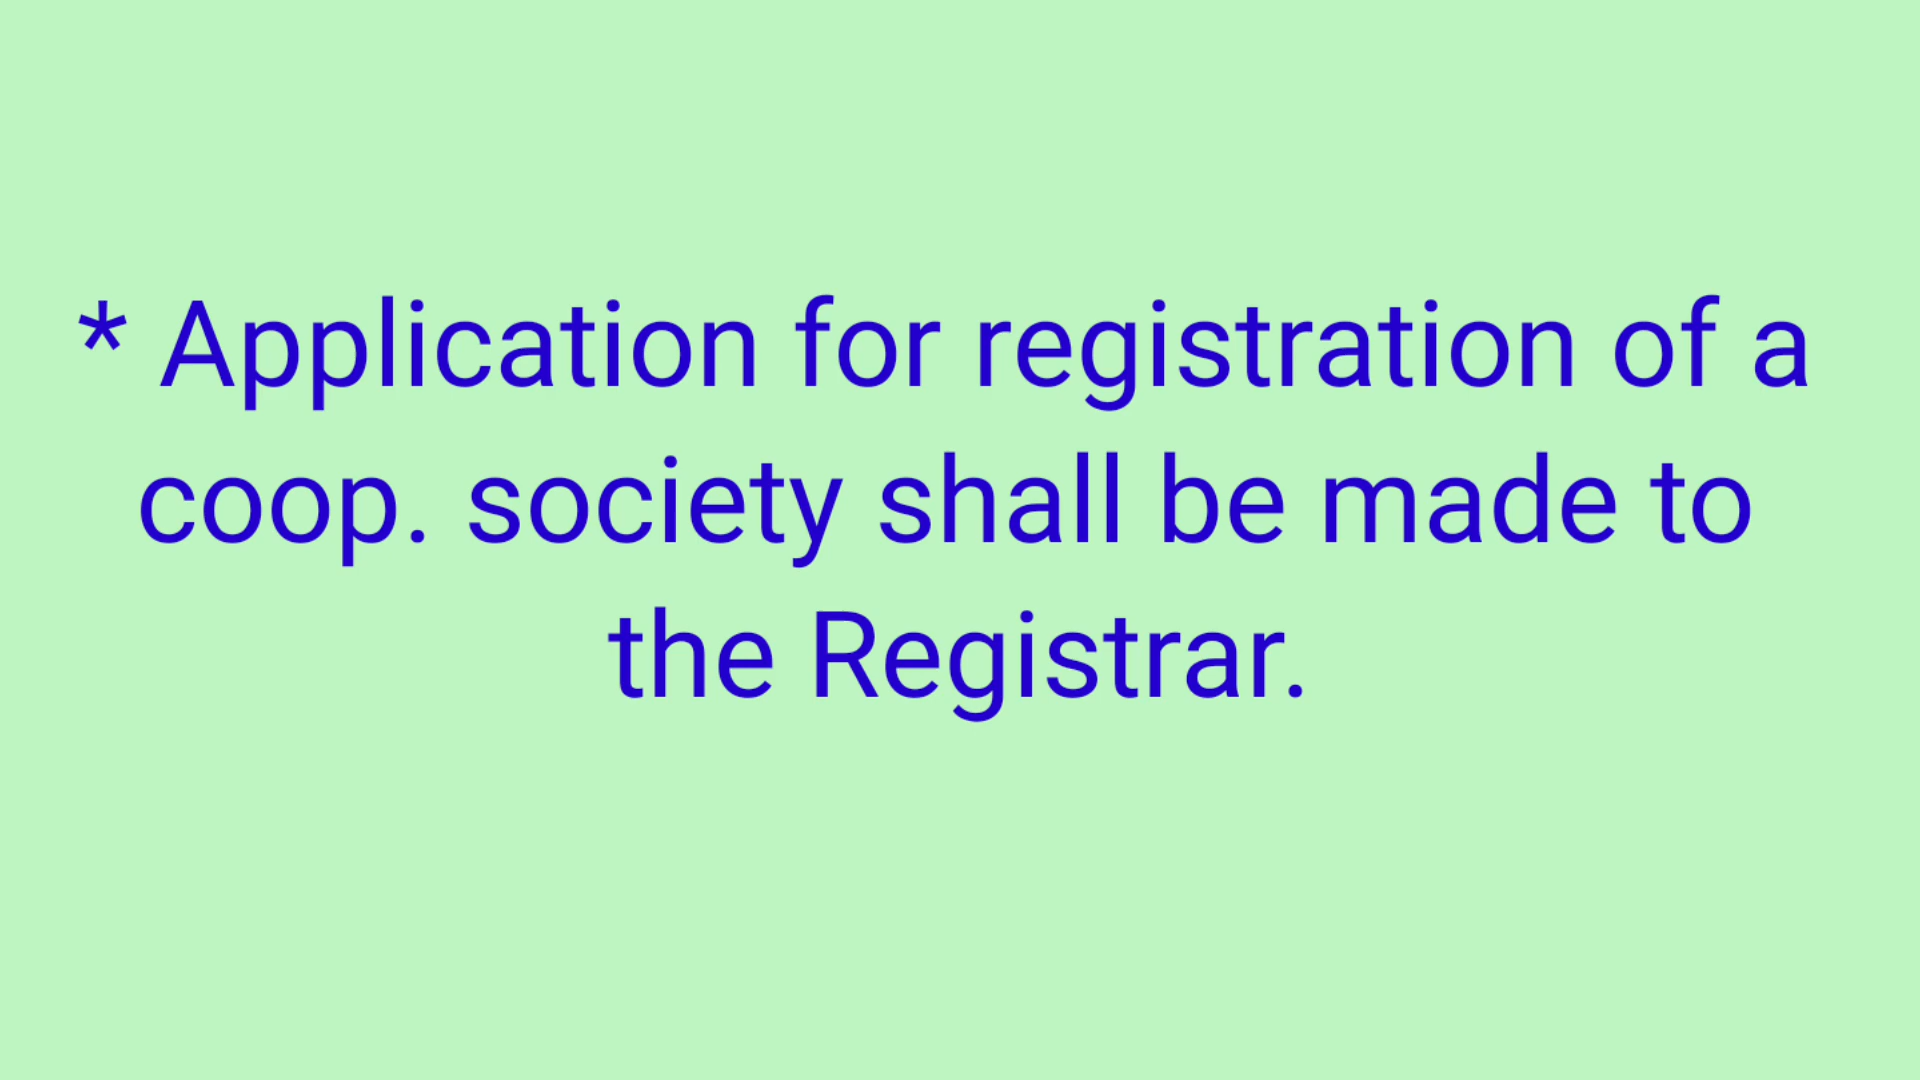 * Application for registration of a
coop. society shall be made to
the Registrar.